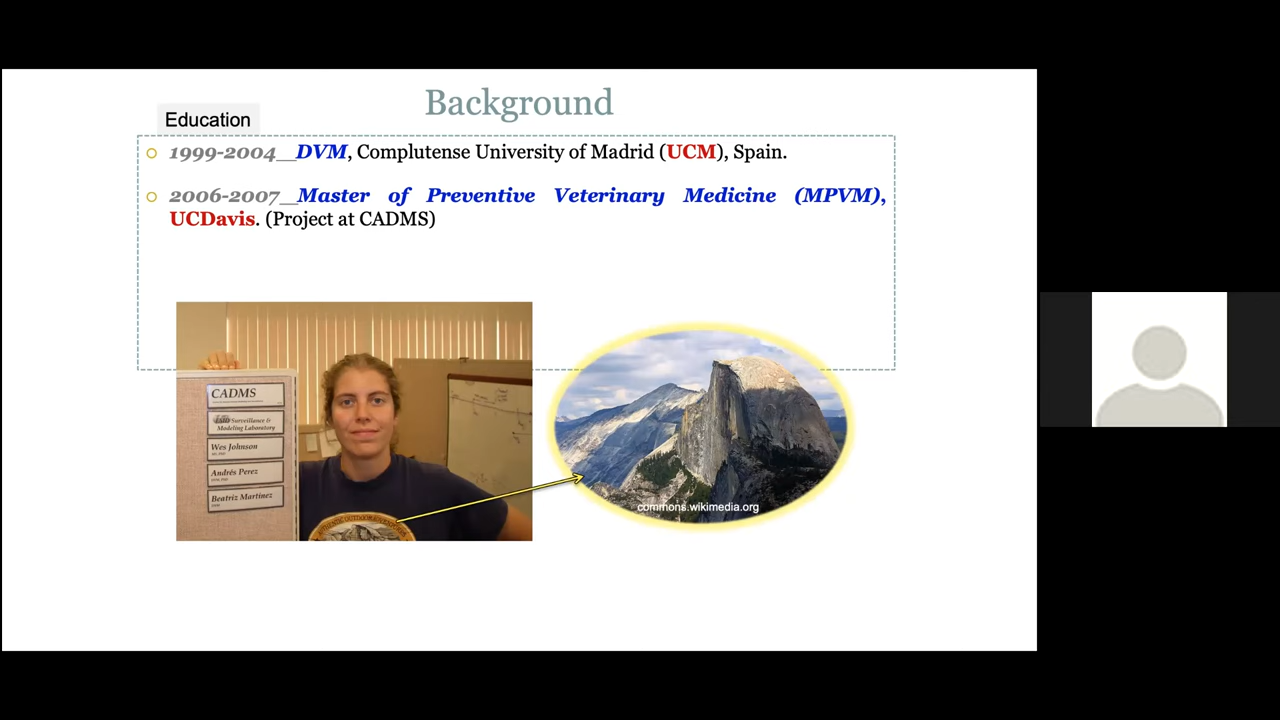 Background
Education
1999-2004__DVM, Complutense University of Madrid (UCM), Spain.
2006-2007__Master of Preventive Veterinary Medicine (MPVM),
UCDavis. (Project at CADMS)
CADMS
Surveillance &
Modeling Laboratory
Wes Johnson
Andrés Perez
Beatriz Martínez
commons.wikimedia.org